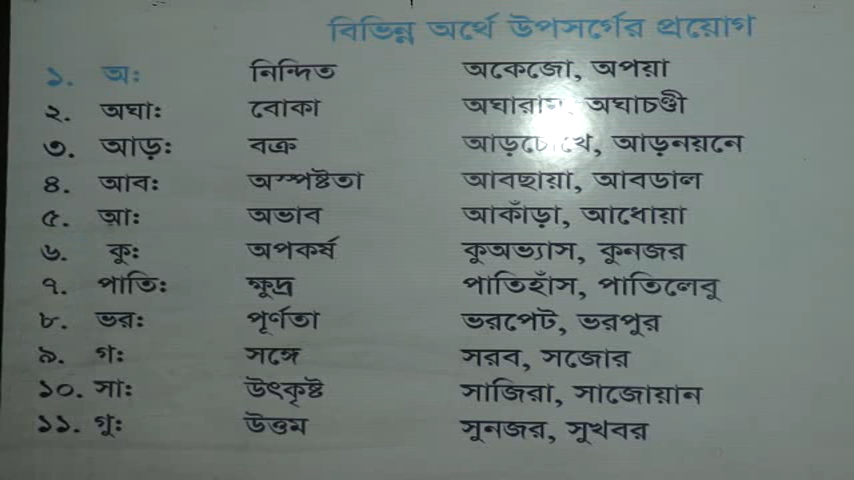 বিভিন্ন অর্থে উপসর্গের প্রয়োগ
১. অঃ নিন্দিত অকেজো, অপয়া
২. অঘাঃ বোকা অঘারাম, অঘাচণ্ডী
৩. আড়ঃ বক্র আড়চোখে, আড়নয়নে
৪. আবঃ অস্পষ্টতা আবছায়া, আবডাল
৫. আঃ অভাব আকাঁড়া, আধোয়া
৬. কুঃ অপকর্ষ কুঅভ্যাস, কুনজর
৭. পাতিঃ ক্ষুদ্র পাতিহাঁস, পাতিলেবু
৮. ভরঃ পূর্ণতা ভরপেট, ভরপুর
৯. গঃ সঙ্গে সরব, সজোর
১০. সাঃ উৎকৃষ্ট সাজিরা, সাজোয়ান
১১. গূঃ উত্তম সুনজর, সুখবর